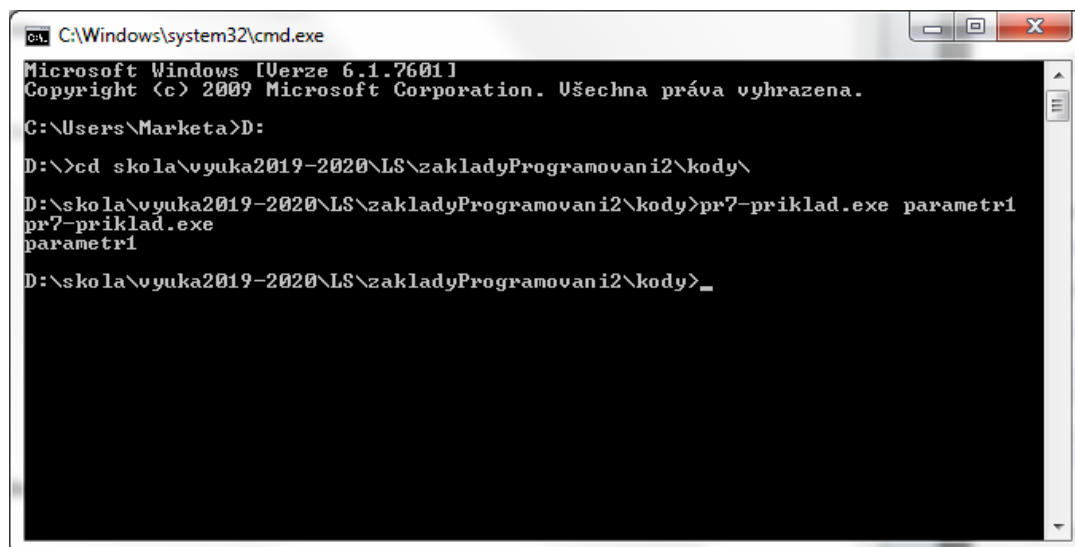 C:\Windows\system32\cmd.exe
Microsoft Windows [Verze 6.1.7601]
Copyright (c) 2009 Microsoft Corporation. Všechna práva vyhrazena.
C:\Users\Marketa>D:
D:\>cd skola\vyuka2019-2020\LS\zakladyProgramovani2\kody\
D:\skola\vyuka2019-2020\LS\zakladyProgramovani2\kody>pr7-priklad.exe parametr1
pr7-priklad.exe
parametr1
D:\skola\vyuka2019-2020\LS\zakladyProgramovani2\kody>_